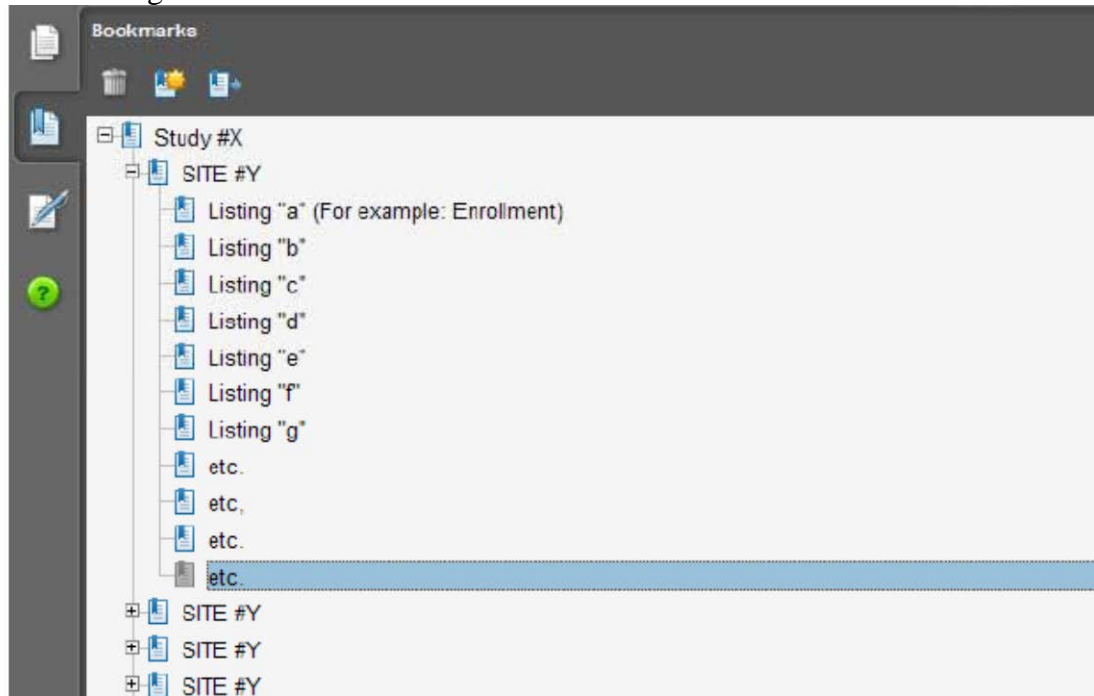 Bookmarks
Study #X
SITE #Y
Listing "a" (For example: Enrollment)
Listing "b"
Listing "c"
Listing "d"
Listing "e"
Listing "f"
Listing "g"
etc.
etc,
etc.
etc.
SITE #Y
SITE #Y
SITE #Y